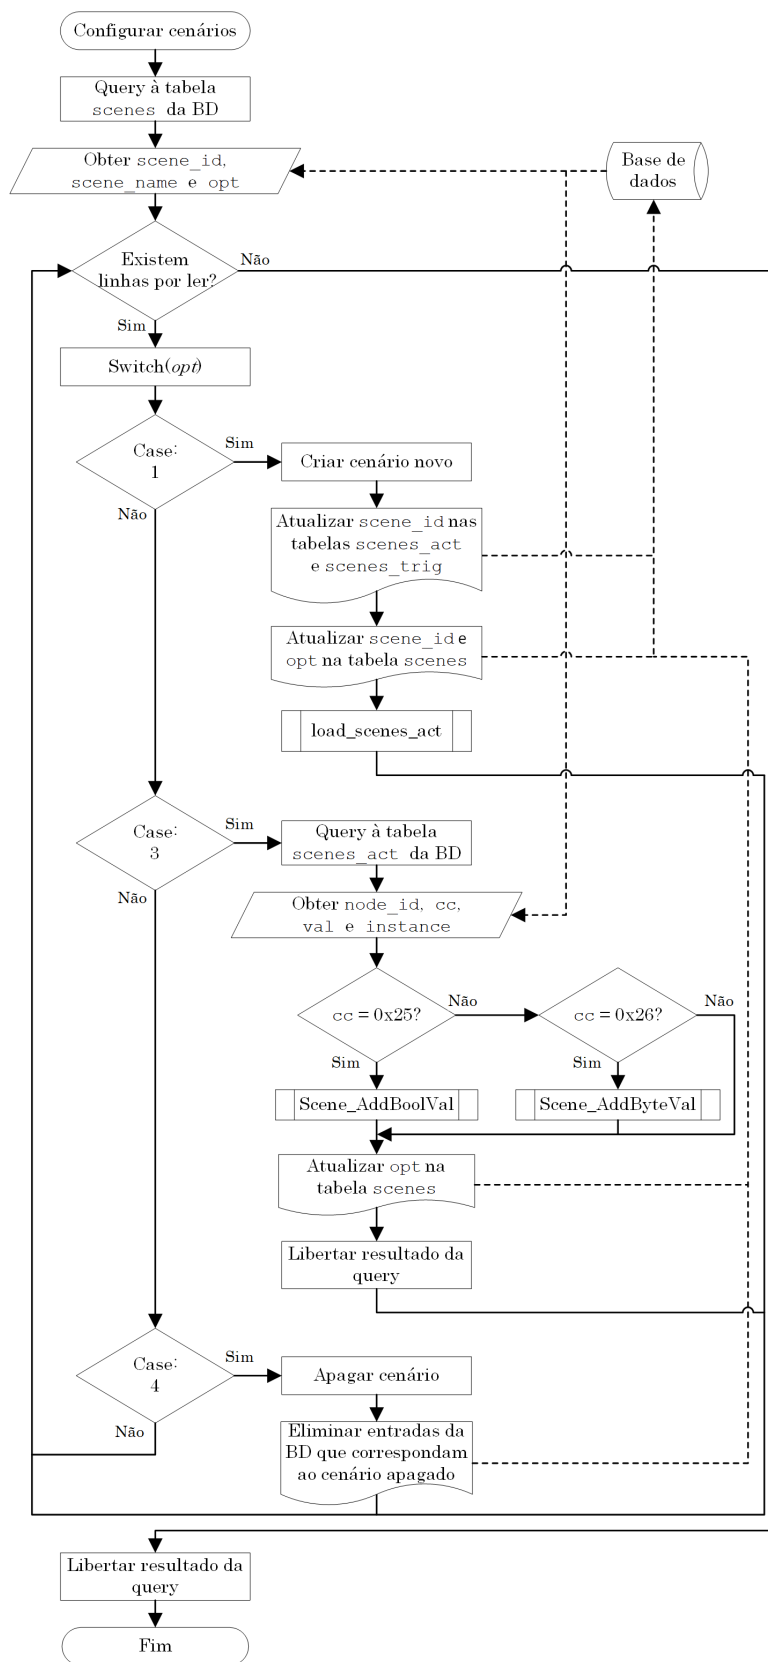 Configurar cenários
Query à tabela
scenes da BD
Obter scene_id,
scene_name e opt
Base de
dados
Existem
linhas por ler?
Não
Sim
Switch(opt)
Case:
1
Sim
Não
Criar cenário novo
Atualizar scene_id nas
tabelas scenes_act
e scenes_trig
Atualizar scene_id e
opt na tabela scenes
load_scenes_act
Case:
3
Sim
Não
Query à tabela
scenes_act da BD
Obter node_id, cc,
val e instance
cc = 0x25?
Não
Sim
cc = 0x26?
Não
Sim
Scene_AddBoolVal
Scene_AddByteVal
Atualizar opt na
tabela scenes
Libertar resultado da
query
Case:
4
Sim
Não
Apagar cenário
Eliminar entradas da
BD que correspondam
ao cenário apagado
Libertar resultado da
query
Fim